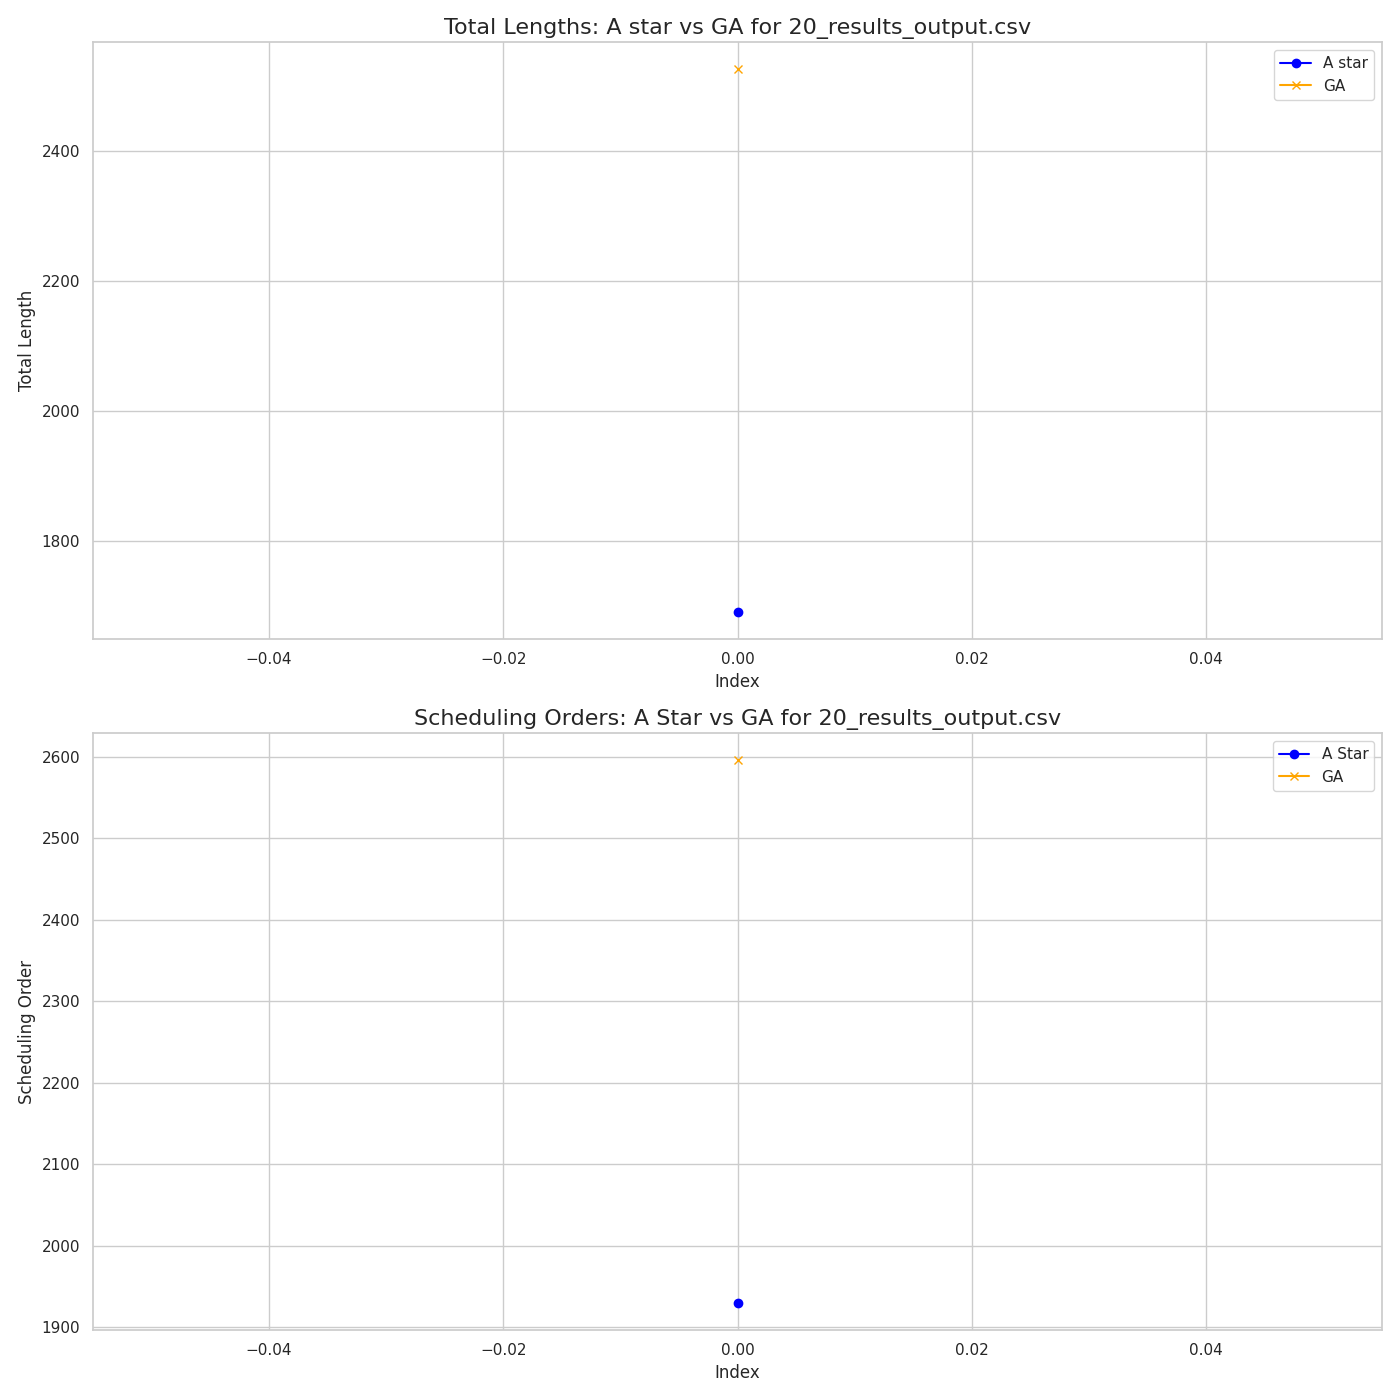 Total Lengths: A star vs GA for 20_results_output.csv
A star
GA
2400
2200
2000
1800
Total Length
−0.04
−0.02
0.00
0.02
0.04
Index
Scheduling Orders: A Star vs GA for 20_results_output.csv
A Star
GA
2600
2500
2400
2300
2200
2100
2000
1900
Scheduling Order
−0.04
−0.02
0.00
0.02
0.04
Index